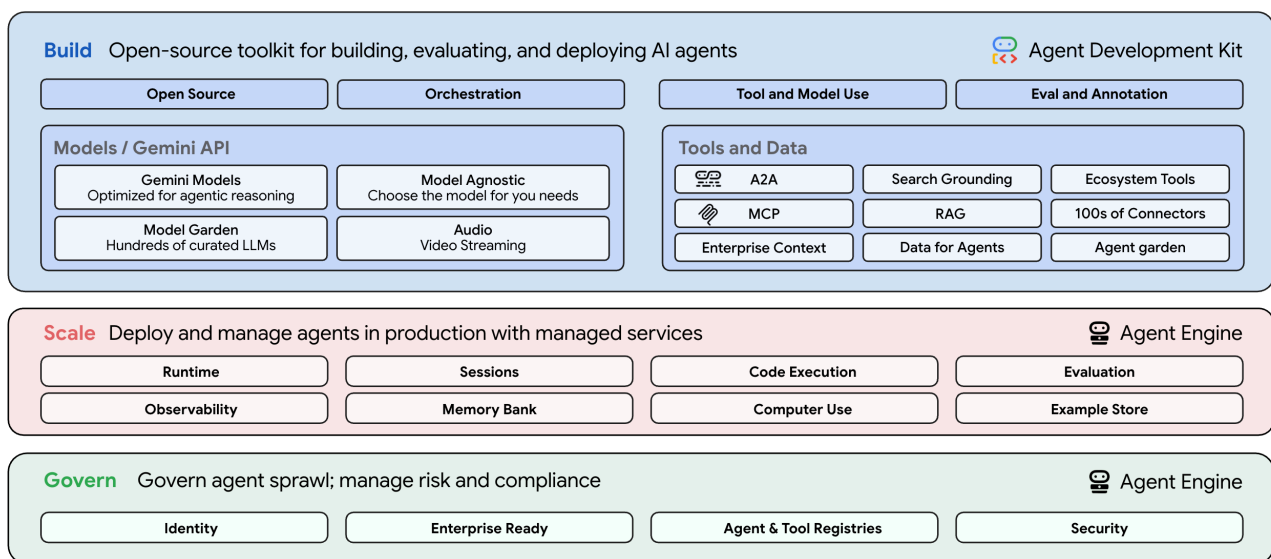 Build Open-source toolkit for building, evaluating, and deploying AI agents
Agent Development Kit
Open Source
Orchestration
Tool and Model Use
Eval and Annotation
Models / Gemini API
Gemini Models
Optimized for agentic reasoning
Model Agnostic
Choose the model for you needs
Model Garden
Hundreds of curated LLMs
Audio
Video Streaming
Tools and Data
A2A
Search Grounding
Ecosystem Tools
MCP
RAG
100s of Connectors
Enterprise Context
Data for Agents
Agent garden
Scale Deploy and manage agents in production with managed services
Agent Engine
Runtime
Sessions
Code Execution
Evaluation
Observability
Memory Bank
Computer Use
Example Store
Govern Govern agent sprawl; manage risk and compliance
Agent Engine
Identity
Enterprise Ready
Agent & Tool Registries
Security